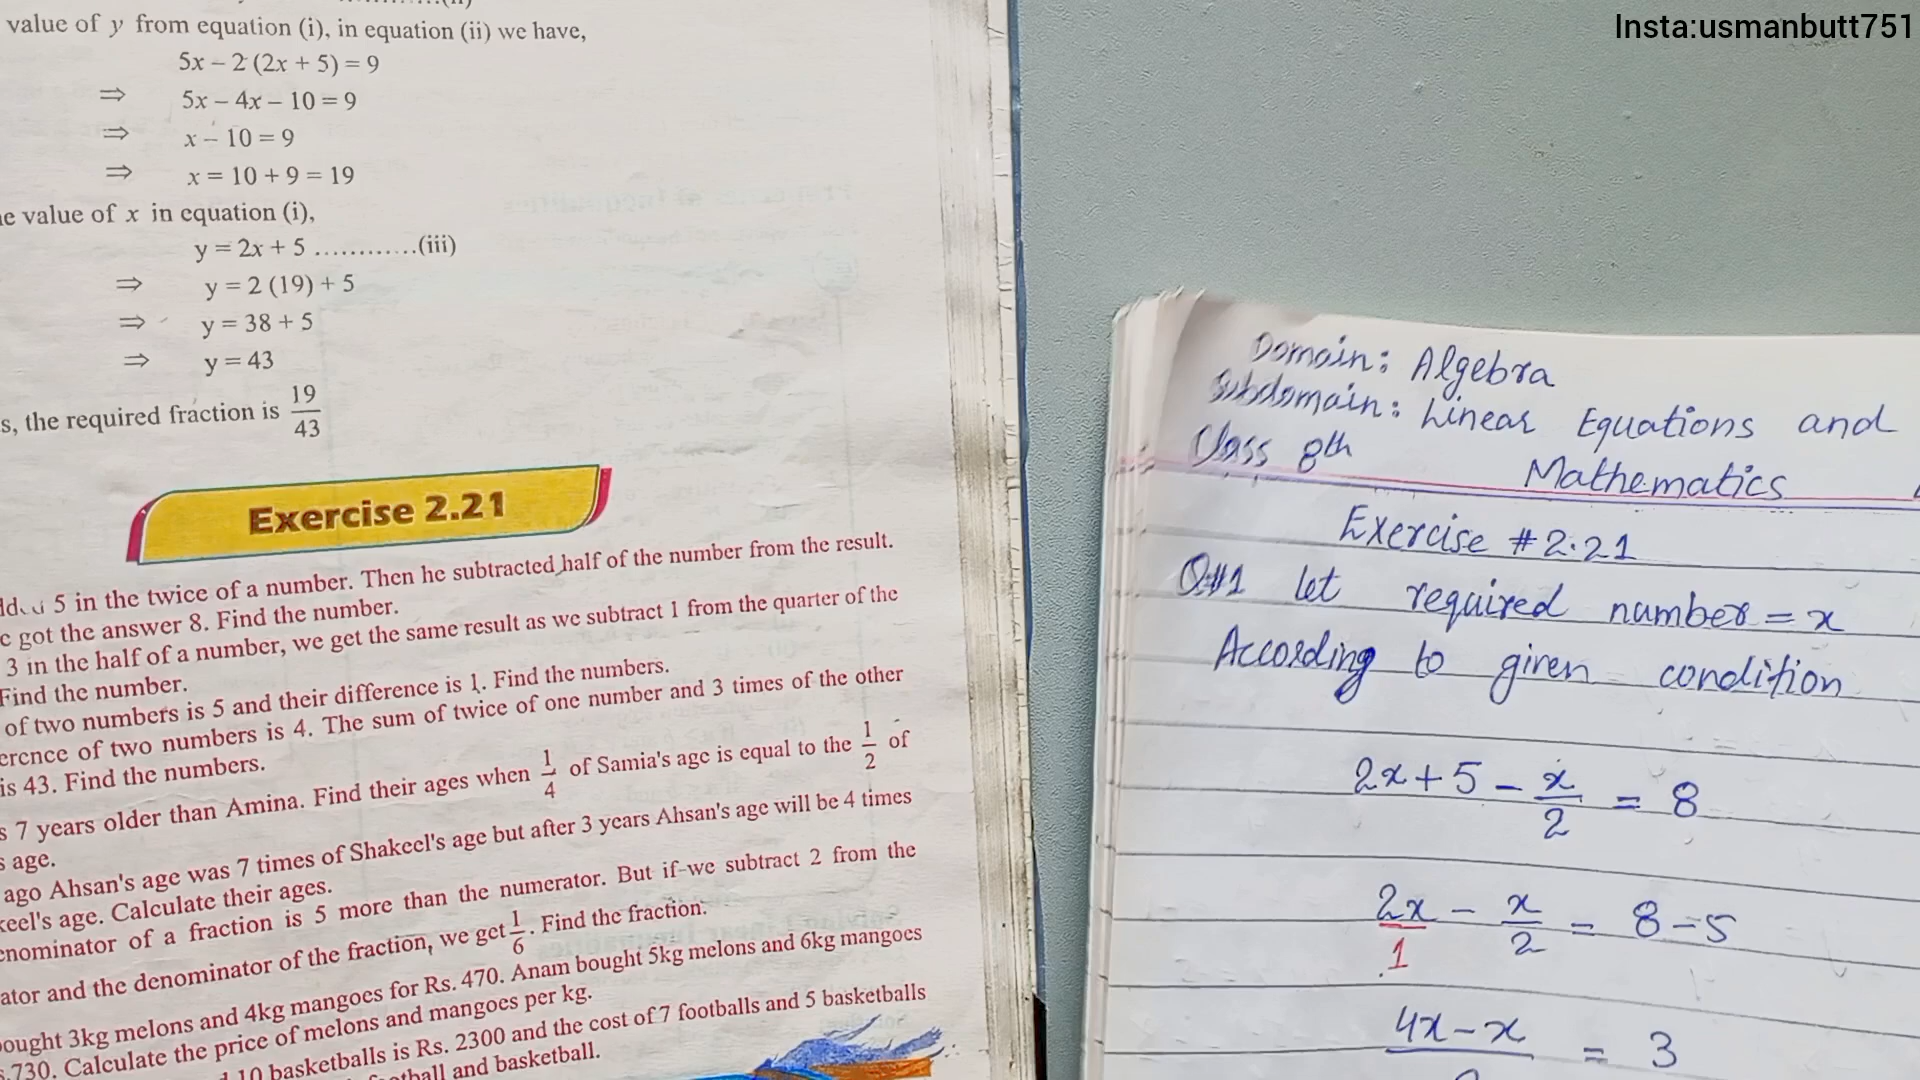 Insta:usmanbutt751
value of y from equation (i), in equation (ii) we have,
5x – 2 (2x + 5) = 9
⇒ 5x – 4x – 10 = 9
⇒ x – 10 = 9
⇒ x = 10 + 9 = 19
value of x in equation (i),
y = 2x + 5 ............(iii)
⇒ y = 2 (19) + 5
⇒ y = 38 + 5
⇒ y = 43
the required fraction is 19/43
Exercise 2.21
5 in the twice of a number. Then he subtracted half of the number from the result.
got the answer 8. Find the number.
3 in the half of a number, we get the same result as we subtract 1 from the quarter of the
Find the number.
of two numbers is 5 and their difference is 1. Find the numbers.
of two numbers is 4. The sum of twice of one number and 3 times of the other
is 43. Find the numbers.
7 years older than Amina. Find their ages when 1/4 of Samia's age is equal to the 1/2 of
age.
ago Ahsan's age was 7 times of Shakeel's age but after 3 years Ahsan's age will be 4 times
age. Calculate their ages.
of a fraction is 5 more than the numerator. But if we subtract 2 from the
and the denominator of the fraction, we get 1/6. Find the fraction.
3kg melons and 4kg mangoes for Rs. 470. Anam bought 5kg melons and 6kg mangoes
730. Calculate the price of melons and mangoes per kg.
10 basketballs is Rs. 2300 and the cost of 7 footballs and 5 basketballs
and basketball.
Domain: Algebra
Subdomain: Linear Equations and
Class 8th Mathematics
Exercise #2.21
Q#1 let required number = x
According to given condition
2x + 5 – x/2 = 8
2x/1 – x/2 = 8 – 5
4x – x = 3